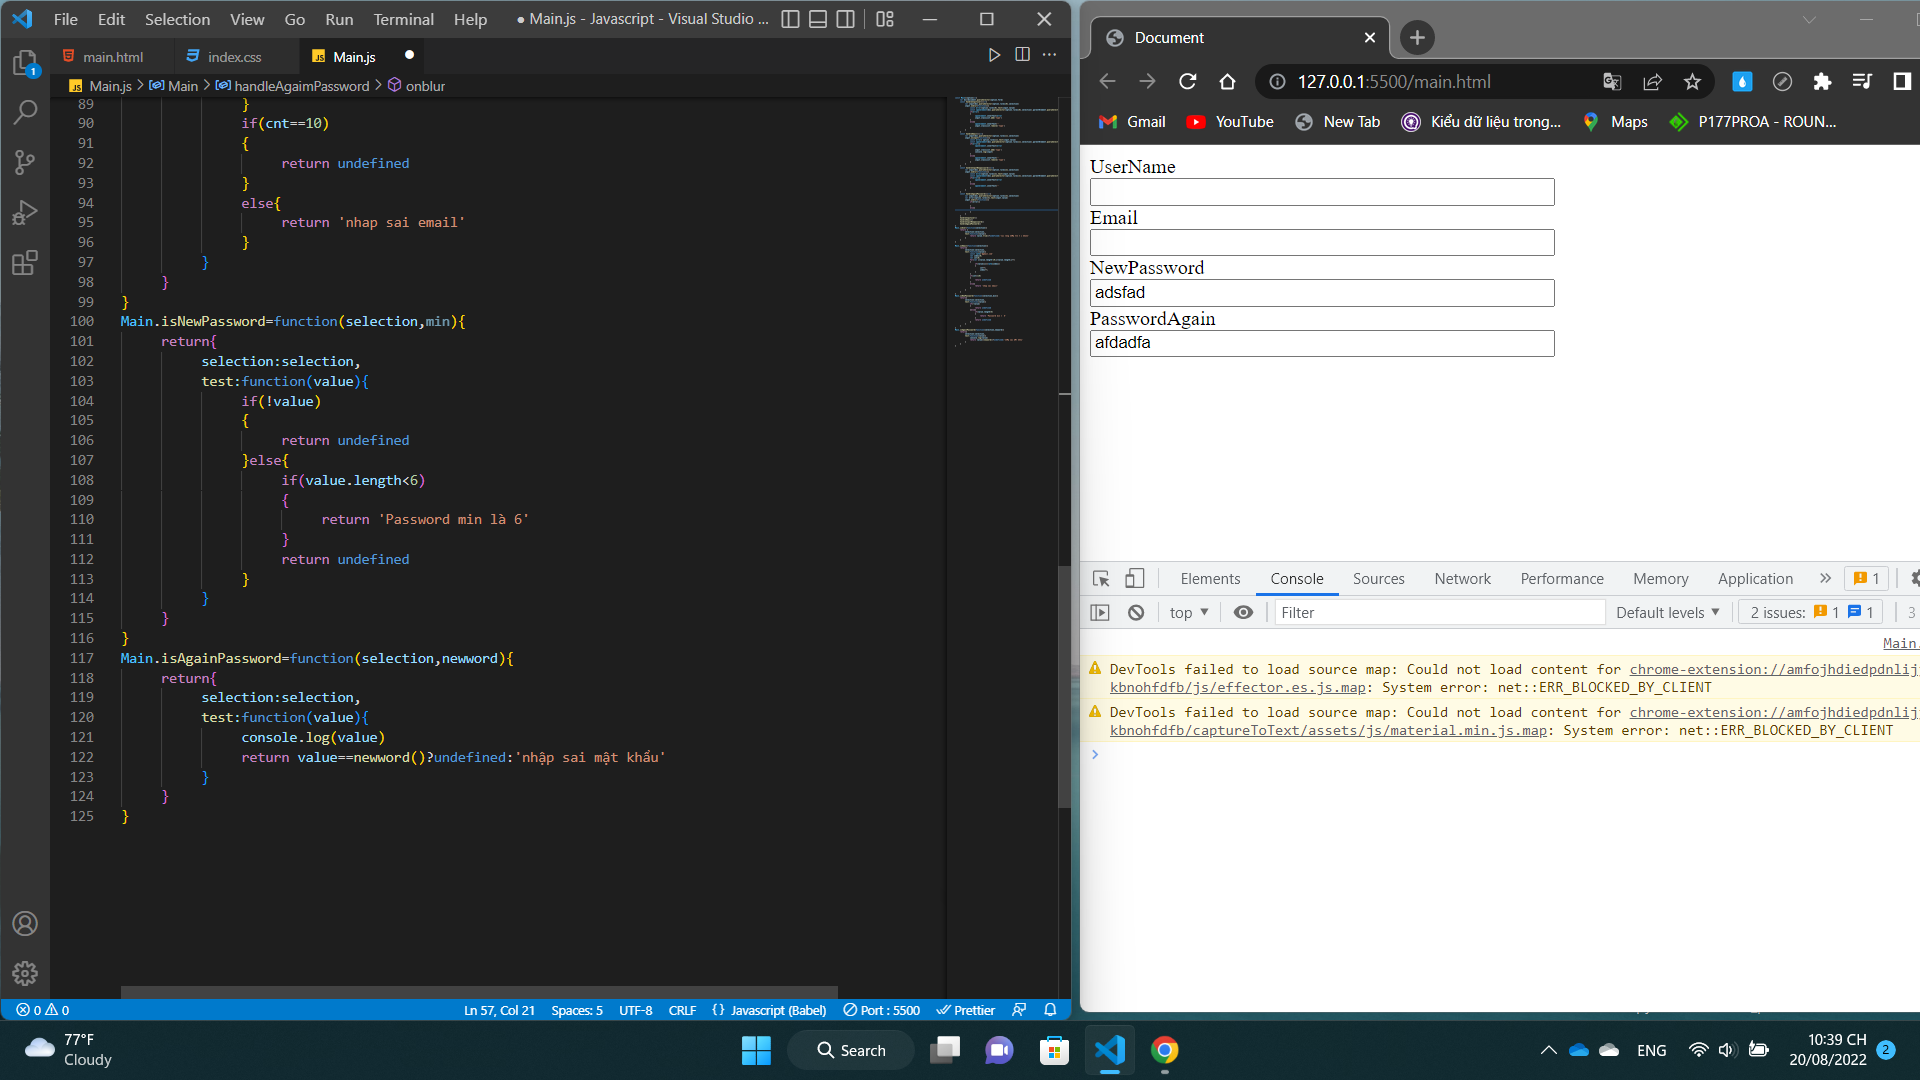 File Edit Selection View Go Run Terminal Help ● Main.js - Javascript - Visual Studio ...
main.html index.css Main.js
Main.js > Main > handleAgaimPassword > onblur
89 }
90 if(cnt==10)
91 {
92 return undefined
93 }
94 else{
95 return 'nhap sai email'
96 }
97 }
98 }
99 }
100 Main.isNewPassword=function(selection,min){
101 return{
102 selection:selection,
103 test:function(value){
104 if(!value)
105 {
106 return undefined
107 }else{
108 if(value.length<6)
109 {
110 return 'Password min là 6'
111 }
112 return undefined
113 }
114 }
115 }
116 }
117 Main.isAgainPassword=function(selection,newword){
118 return{
119 selection:selection,
120 test:function(value){
121 console.log(value)
122 return value==newword()?undefined:'nhập sai mật khẩu'
123 }
124 }
125 }
1
0 0 Ln 57, Col 21 Spaces: 5 UTF-8 CRLF {} Javascript (Babel) Port : 5500 Prettier
Document
127.0.0.1:5500/main.html
Gmail YouTube New Tab Kiểu dữ liệu trong... Maps P177PROA - ROUN...
UserName
Email
NewPassword
adsfad
PasswordAgain
afdadfa
Elements Console Sources Network Performance Memory Application » 1
top Filter Default levels 2 issues: 1 1 3
Main.
DevTools failed to load source map: Could not load content for chrome-extension://amfojhdiedpdnlij
kbnohfdfb/js/effector.es.js.map: System error: net::ERR_BLOCKED_BY_CLIENT
DevTools failed to load source map: Could not load content for chrome-extension://amfojhdiedpdnlij
kbnohfdfb/captureToText/assets/js/material.min.js.map: System error: net::ERR_BLOCKED_BY_CLIENT
>
77°F
Cloudy
Search
ENG
10:39 CH
20/08/2022
2